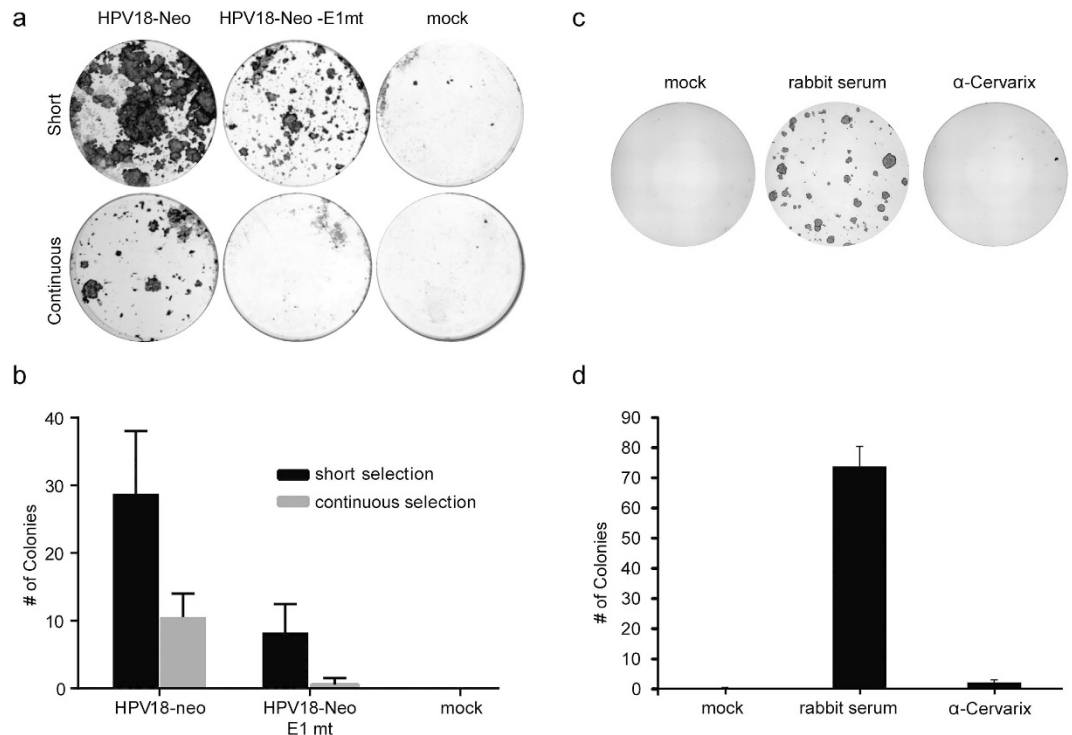 a
HPV18-Neo HPV18-Neo -E1mt mock
Short
Continuous
c
mock rabbit serum α-Cervarix
b
# of Colonies
40
30
20
10
0
short selection
continuous selection
HPV18-neo HPV18-Neo mock
E1 mt
d
# of Colonies
90
80
70
60
50
40
30
20
10
0
mock rabbit serum α-Cervarix